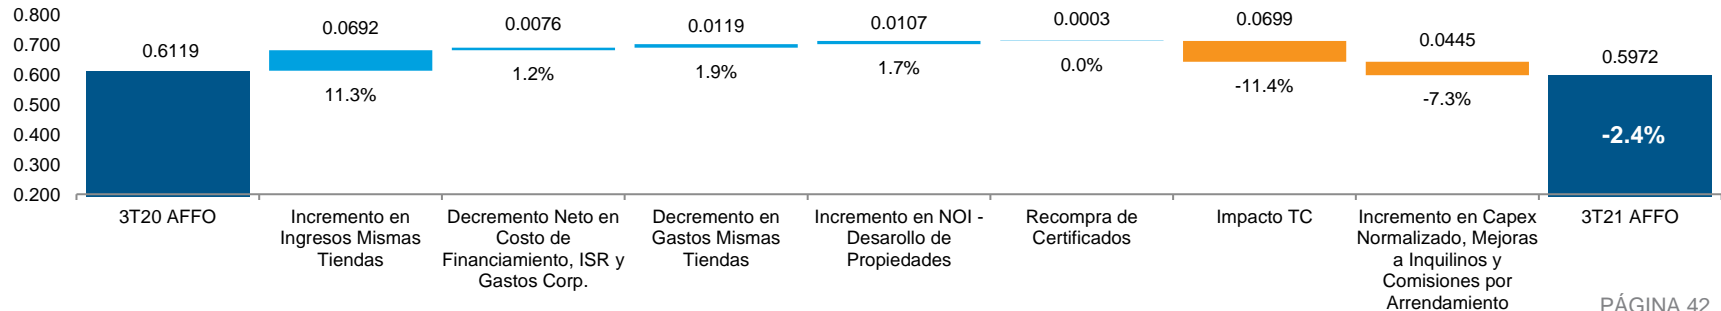 0.800
0.700
0.600
0.500
0.400
0.300
0.200
0.6119
0.0692
11.3%
0.0076
1.2%
0.0119
1.9%
0.0107
1.7%
0.0003
0.0%
0.0699
-11.4%
0.0445
-7.3%
0.5972
-2.4%
3T20 AFFO
Incremento en
Ingresos Mismas
Tiendas
Decremento Neto en
Costo de
Financiamiento, ISR y
Gastos Corp.
Decremento en
Gastos Mismas
Tiendas
Incremento en NOI -
Desarollo de
Propiedades
Recompra de
Certificados
Impacto TC
Incremento en Capex
Normalizado, Mejoras
a Inquilinos y
Comisiones por
Arrendamiento
3T21 AFFO
PÁGINA 42